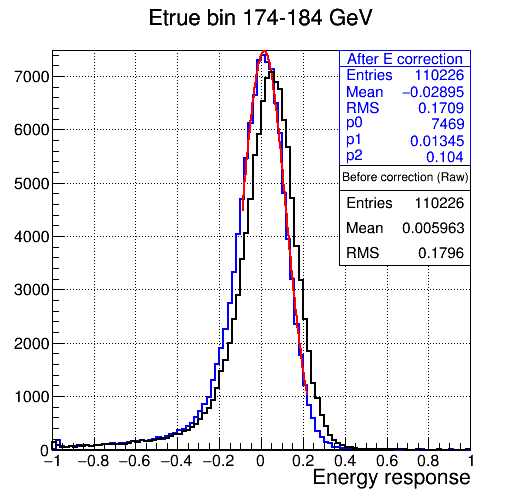 Etrue bin 174-184 GeV
After E correction
Entries 110226
Mean −0.02895
RMS 0.1709
p0 7469
p1 0.01345
p2 0.104
Before correction (Raw)
Entries 110226
Mean 0.005963
RMS 0.1796
7000
6000
5000
4000
3000
2000
1000
0
−1 −0.8 −0.6 −0.4 −0.2 0 0.2 0.4 0.6 0.8 1
Energy response